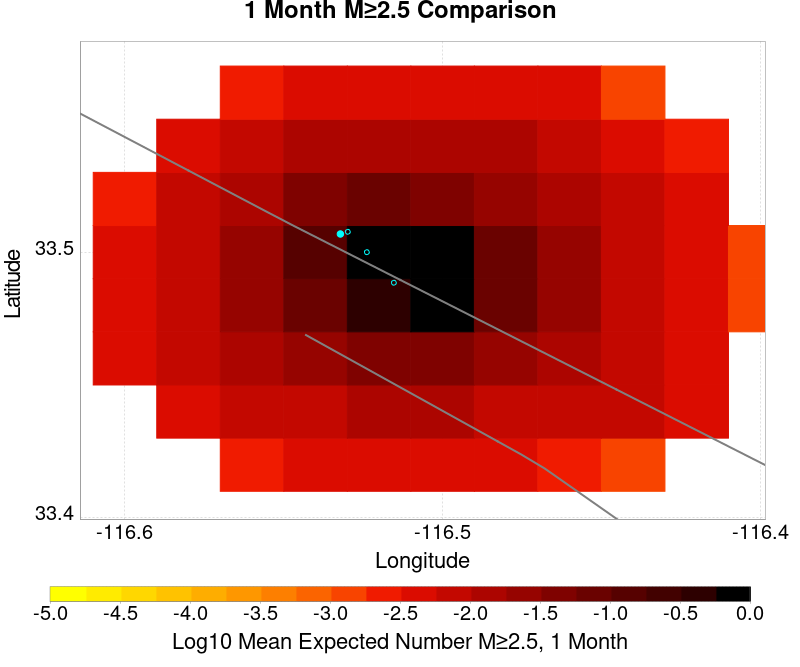 1 Month M≥2.5 Comparison
Latitude
33.5
33.4
-116.6 -116.5 -116.4
Longitude
-5.0 -4.5 -4.0 -3.5 -3.0 -2.5 -2.0 -1.5 -1.0 -0.5 0.0
Log10 Mean Expected Number M≥2.5, 1 Month